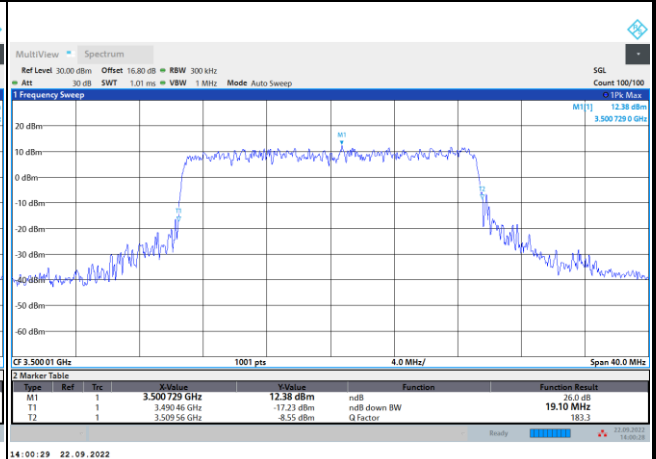 MultiView Spectrum
Ref Level 30.00 dBm Offset 16.80 dB RBW 300 kHz SGL
Att 30 dB SWT 1.01 ms VBW 1 MHz Mode Auto Sweep Count 100/100
1 Frequency Sweep 1Pk Max
M1[1] 12.38 dBm
3.500 729 0 GHz
M1
20 dBm
10 dBm
0 dBm
T2
-10 dBm
T1
-20 dBm
-30 dBm
-40 dBm
-50 dBm
-60 dBm
CF 3.500 01 GHz 1001 pts 4.0 MHz/ Span 40.0 MHz
2 Marker Table
Type Ref Trc X-Value Y-Value Function Function Result
M1 1 3.500 729 GHz 12.38 dBm ndB 26.0 dB
T1 1 3.490 46 GHz -17.23 dBm ndB down BW 19.10 MHz
T2 1 3.509 56 GHz -8.55 dBm Q Factor 183.3
Ready 22.09.2022
14:00:28
14:00:29 22.09.2022